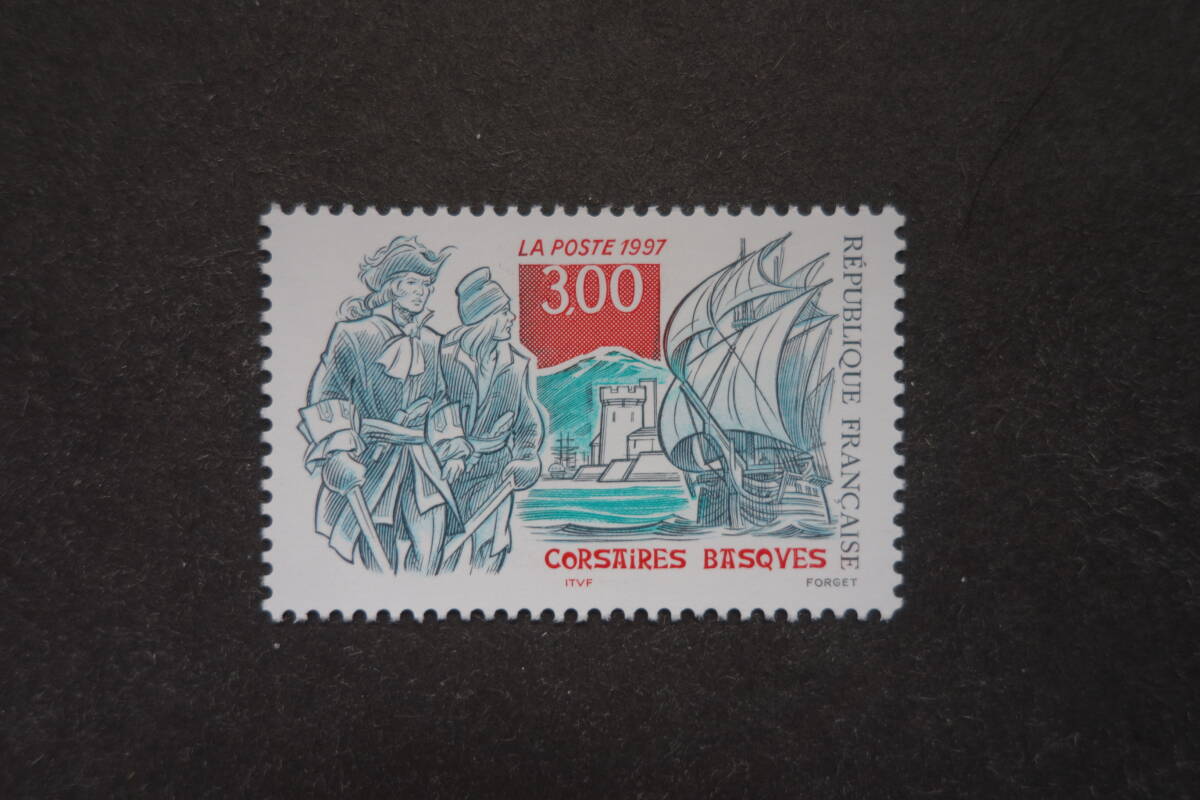 LA POSTE 1997
3,00
RÉPUBLIQUE FRANÇAISE
CORSAiRES BASQVES
ITVF
FORGET